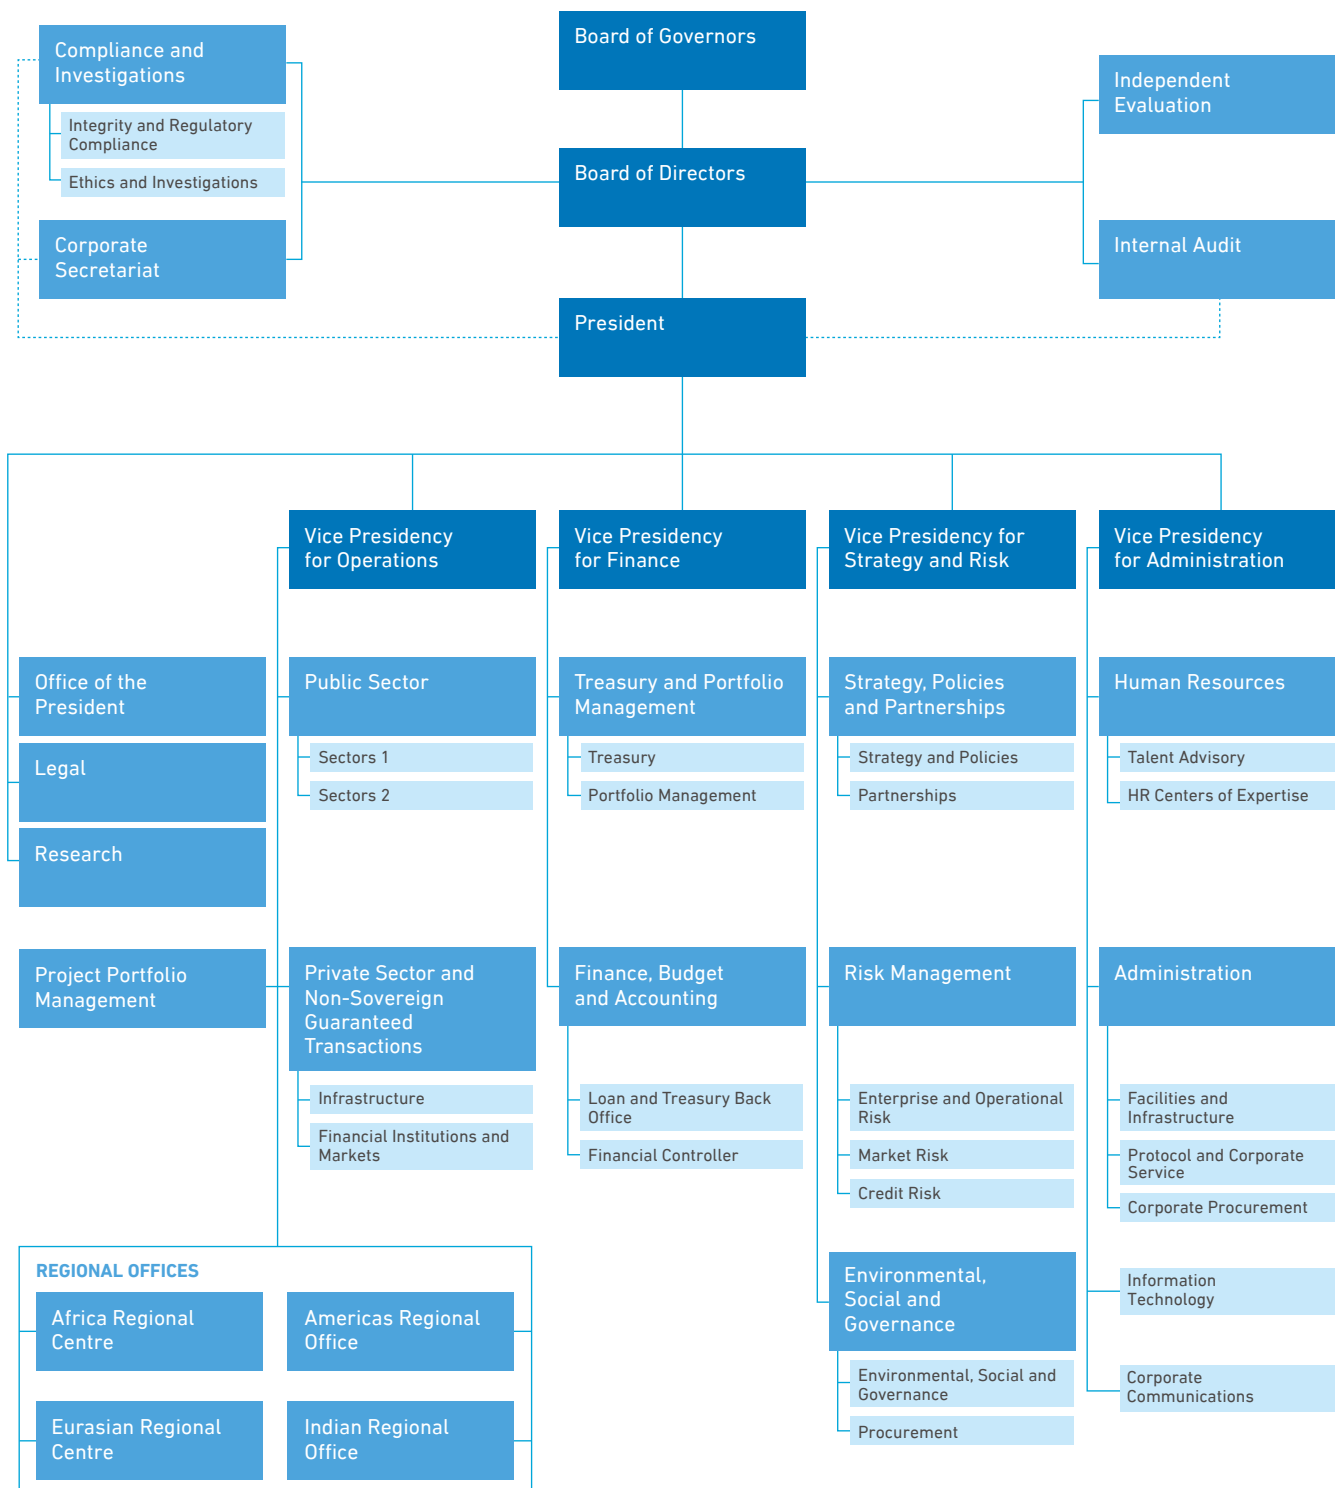 Compliance and
Investigations
Integrity and Regulatory
Compliance
Ethics and Investigations
Corporate
Secretariat
Board of Governors
Board of Directors
President
Independent
Evaluation
Internal Audit
Vice Presidency
for Operations
Vice Presidency
for Finance
Vice Presidency for
Strategy and Risk
Vice Presidency
for Administration
Office of the
President
Legal
Research
Project Portfolio
Management
Public Sector
Sectors 1
Sectors 2
Private Sector and
Non-Sovereign
Guaranteed
Transactions
Infrastructure
Financial Institutions and
Markets
Treasury and Portfolio
Management
Treasury
Portfolio Management
Finance, Budget
and Accounting
Loan and Treasury Back
Office
Financial Controller
Strategy, Policies
and Partnerships
Strategy and Policies
Partnerships
Risk Management
Enterprise and Operational
Risk
Market Risk
Credit Risk
Environmental,
Social and
Governance
Environmental, Social and
Governance
Procurement
Human Resources
Talent Advisory
HR Centers of Expertise
Administration
Facilities and
Infrastructure
Protocol and Corporate
Service
Corporate Procurement
Information
Technology
Corporate
Communications
REGIONAL OFFICES
Africa Regional
Centre
Americas Regional
Office
Eurasian Regional
Centre
Indian Regional
Office